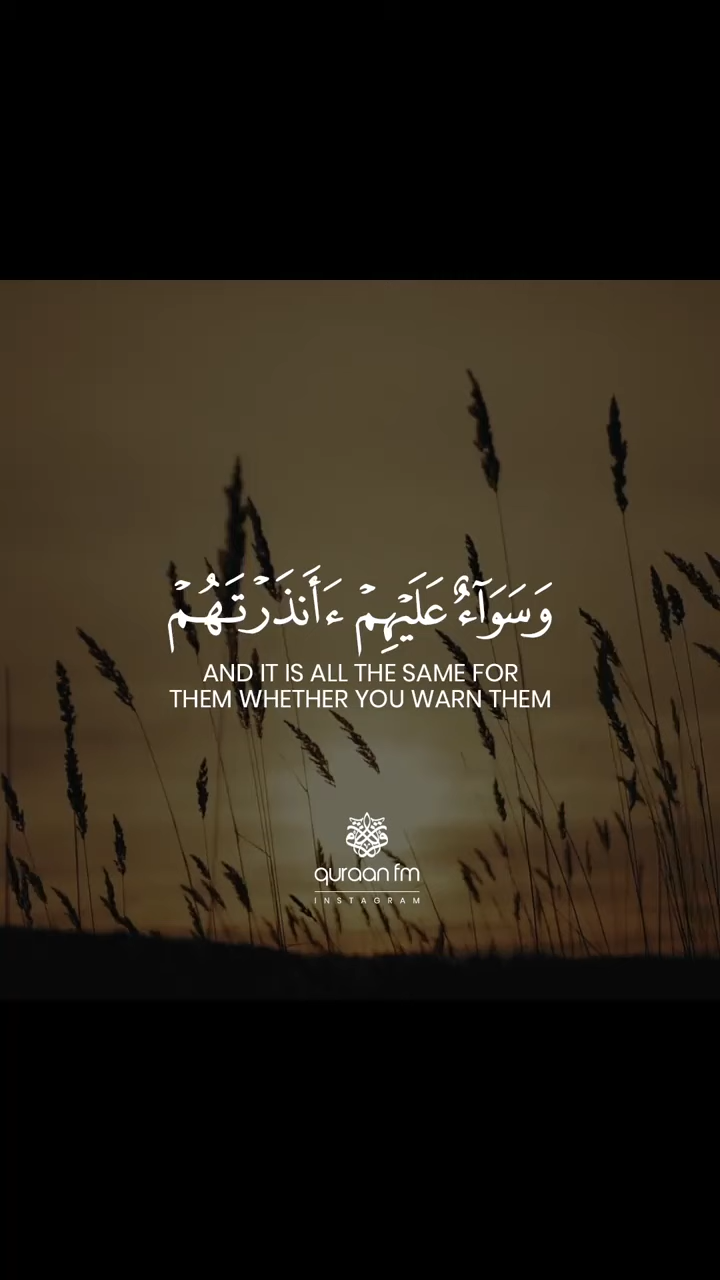 وَسَوَآءٌ عَلَيْهِمْ ءَأَنذَرْتَهُمْ
AND IT IS ALL THE SAME FOR
THEM WHETHER YOU WARN THEM
quraan fm
INSTAGRAM